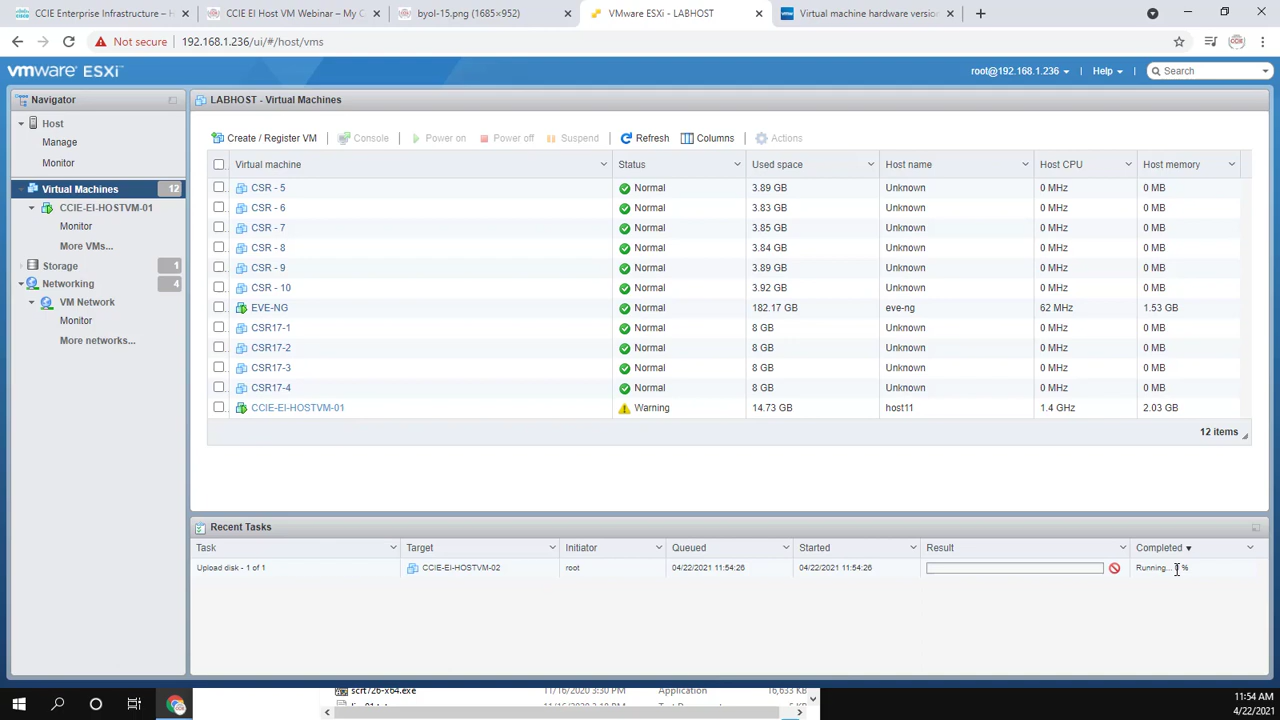 CCIE Enterprise Infrastructure – H
CCIE EI Host VM Webinar – My C
byol-15.png (1685×952)
VMware ESXi - LABHOST
Virtual machine hardware version
Not secure 192.168.1.236/ui/#/host/vms
vmware ESXi
root@192.168.1.236 Help Search
Navigator
Host
Manage
Monitor
Virtual Machines 12
CCIE-EI-HOSTVM-01
Monitor
More VMs...
Storage 1
Networking 4
VM Network
Monitor
More networks...
LABHOST - Virtual Machines
Create / Register VM Console Power on Power off Suspend Refresh Columns Actions
Virtual machine Status Used space Host name Host CPU Host memory
CSR - 5 Normal 3.89 GB Unknown 0 MHz 0 MB
CSR - 6 Normal 3.83 GB Unknown 0 MHz 0 MB
CSR - 7 Normal 3.85 GB Unknown 0 MHz 0 MB
CSR - 8 Normal 3.84 GB Unknown 0 MHz 0 MB
CSR - 9 Normal 3.89 GB Unknown 0 MHz 0 MB
CSR - 10 Normal 3.92 GB Unknown 0 MHz 0 MB
EVE-NG Normal 182.17 GB eve-ng 62 MHz 1.53 GB
CSR17-1 Normal 8 GB Unknown 0 MHz 0 MB
CSR17-2 Normal 8 GB Unknown 0 MHz 0 MB
CSR17-3 Normal 8 GB Unknown 0 MHz 0 MB
CSR17-4 Normal 8 GB Unknown 0 MHz 0 MB
CCIE-EI-HOSTVM-01 Warning 14.73 GB host11 1.4 GHz 2.03 GB
12 items
Recent Tasks
Task Target Initiator Queued Started Result Completed
Upload disk - 1 of 1 CCIE-EI-HOSTVM-02 root 04/22/2021 11:54:26 04/22/2021 11:54:26 Running... %
scrt726-x64.exe 11/16/2020 3:30 PM Application 16,633 KB
11:54 AM
4/22/2021